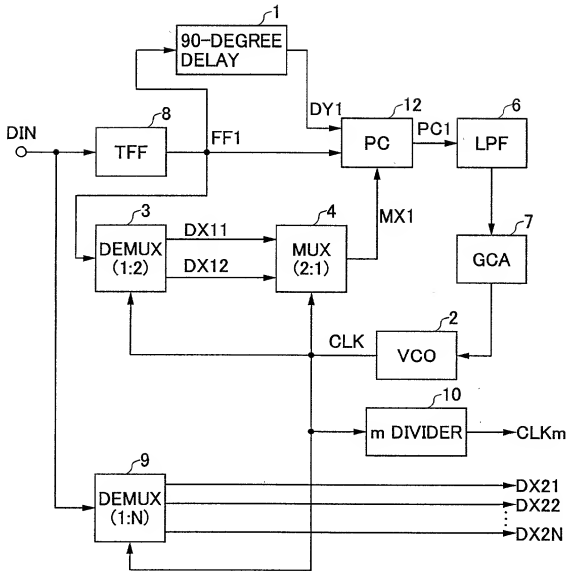 1
90-DEGREE
DELAY
DY1
12
6
DIN
8
TFF
FF1
PC
PC1
LPF
3
DX11
4
MX1
7
DEMUX
(1:2)
DX12
MUX
(2:1)
GCA
CLK
2
VCO
10
m DIVIDER
CLKm
9
DEMUX
(1:N)
DX21
DX22
DX2N